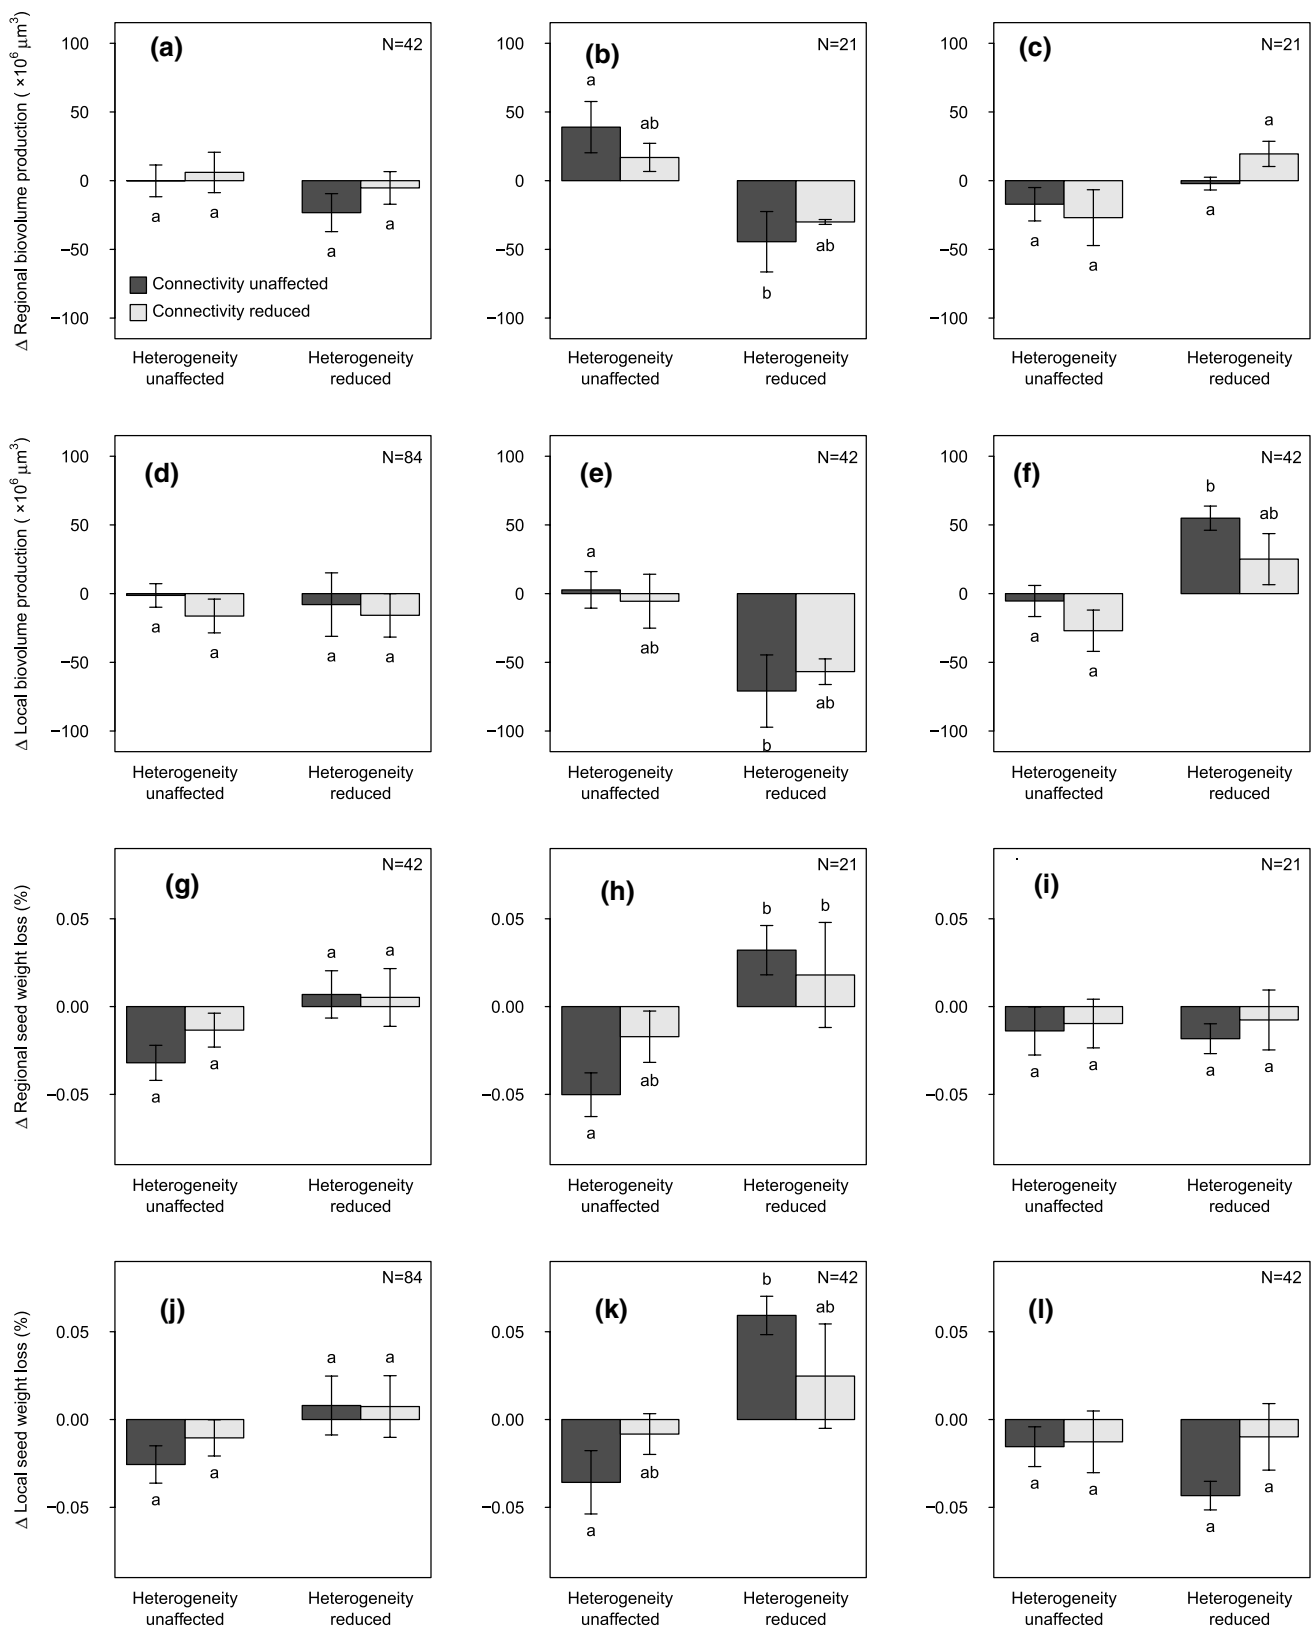 Δ Regional biovolume production ( ×10⁶ μm³)
(a)
N=42
100
50
0
−50
−100
a
a
a
a
Connectivity unaffected
Connectivity reduced
Heterogeneity
unaffected
Heterogeneity
reduced
(b)
N=21
100
50
0
−50
−100
a
ab
b
ab
Heterogeneity
unaffected
Heterogeneity
reduced
(c)
N=21
100
50
0
−50
−100
a
a
a
a
Heterogeneity
unaffected
Heterogeneity
reduced
Δ Local biovolume production ( ×10⁶ μm³)
(d)
N=84
100
50
0
−50
−100
a
a
a
a
Heterogeneity
unaffected
Heterogeneity
reduced
(e)
N=42
100
50
0
−50
−100
a
ab
b
ab
Heterogeneity
unaffected
Heterogeneity
reduced
(f)
N=42
100
50
0
−50
−100
a
a
b
ab
Heterogeneity
unaffected
Heterogeneity
reduced
Δ Regional seed weight loss (%)
(g)
N=42
0.05
0.00
−0.05
a
a
a
a
Heterogeneity
unaffected
Heterogeneity
reduced
(h)
N=21
0.05
0.00
−0.05
a
ab
b
b
Heterogeneity
unaffected
Heterogeneity
reduced
(i)
N=21
0.05
0.00
−0.05
a
a
a
a
Heterogeneity
unaffected
Heterogeneity
reduced
Δ Local seed weight loss (%)
(j)
N=84
0.05
0.00
−0.05
a
a
a
a
Heterogeneity
unaffected
Heterogeneity
reduced
(k)
N=42
0.05
0.00
−0.05
a
ab
b
ab
Heterogeneity
unaffected
Heterogeneity
reduced
(l)
N=42
0.05
0.00
−0.05
a
a
a
a
Heterogeneity
unaffected
Heterogeneity
reduced